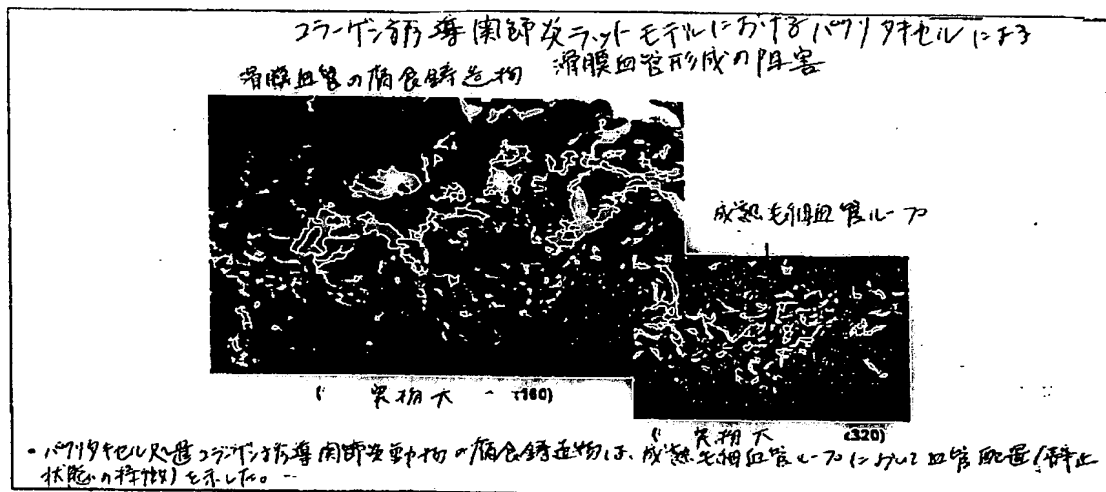 コラーゲン誘導関節炎ラットモデルにおけるパクリタキセルによる
滑膜血管形成の阻害
滑膜血管の腐食鋳造物
成熟毛細血管ループ
実物大 (160)
実物大 (320)
・パクリタキセル処置コラーゲン誘導関節炎動物の腐食鋳造物は、成熟毛細血管ループにおいて血管配置(静止
状態の特徴)を示した。